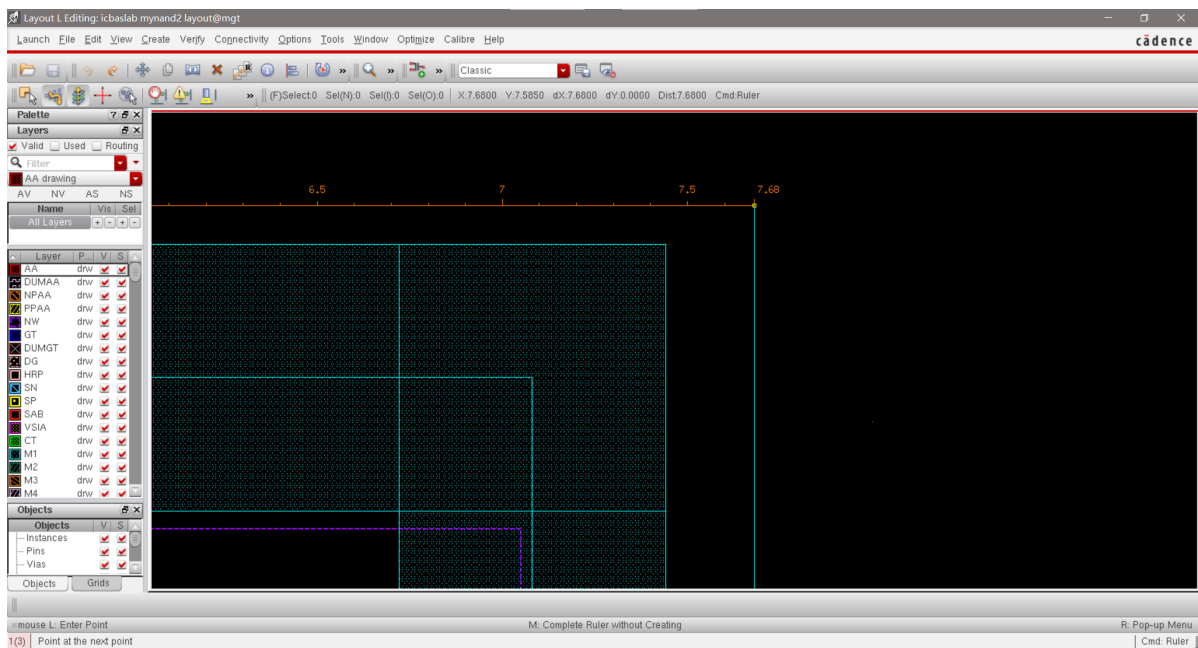 Layout L Editing: icbaslab mynand2 layout@mgt
Launch File Edit View Create Verify Connectivity Options Tools Window Optimize Calibre Help
cādence
» » » Classic
» (F)Select:0 Sel(N):0 Sel(I):0 Sel(O):0 X:7.6800 Y:7.5850 dX:7.6800 dY:0.0000 Dist:7.6800 Cmd:Ruler
Palette
Layers
Valid Used Routing
Filter
AA drawing
AV NV AS NS
Name Vis Sel
All Layers
Layer P... V S
AA drw
DUMAA drw
NPAA drw
PPAA drw
NW drw
GT drw
DUMGT drw
DG drw
HRP drw
SN drw
SP drw
SAB drw
VSIA drw
CT drw
M1 drw
M2 drw
M3 drw
M4 drw
Objects
Objects V S
Instances
Pins
Vias
Objects Grids
6.5 7 7.5 7.68
mouse L: Enter Point M: Complete Ruler without Creating R: Pop-up Menu
1(3) Point at the next point Cmd: Ruler